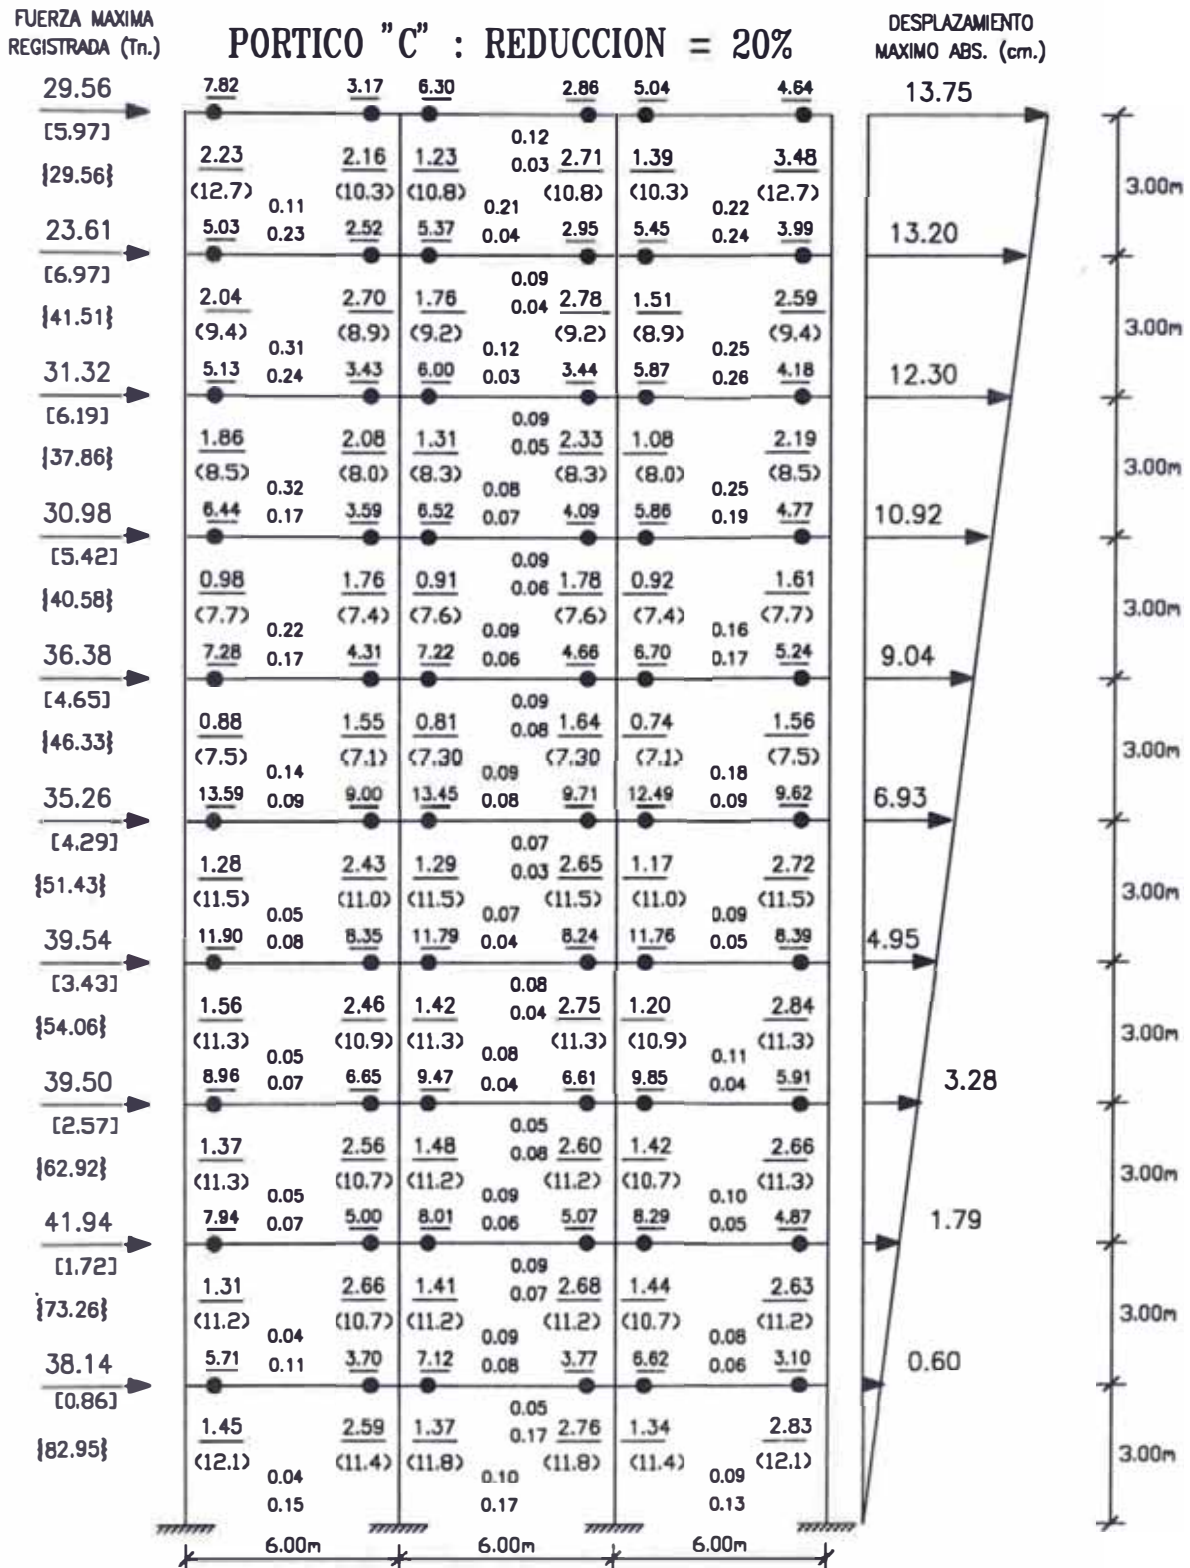 FUERZA MAXIMA
REGISTRADA (Tn.)
PORTICO "C" : REDUCCION = 20%
DESPLAZAMIENTO
MAXIMO ABS. (cm.)
29.56 7.82 3.17 6.30 2.86 5.04 4.64 13.75
[5.97] 0.12
{29.56} 2.23 2.16 1.23 0.03 2.71 1.39 3.48 3.00m
(12.7) (10.3) (10.8) (10.8) (10.3) (12.7)
0.11 0.21 0.22
23.61 5.03 0.23 2.52 5.37 0.04 2.95 5.45 0.24 3.99 13.20
[6.97] 0.09
{41.51} 2.04 2.70 1.76 0.04 2.78 1.51 2.59 3.00m
(9.4) (8.9) (9.2) (9.2) (8.9) (9.4)
0.31 0.12 0.25
31.32 5.13 0.24 3.43 6.00 0.03 3.44 5.87 0.26 4.18 12.30
[6.19] 0.09
{37.86} 1.86 2.08 1.31 0.05 2.33 1.08 2.19 3.00m
(8.5) (8.0) (8.3) (8.3) (8.0) (8.5)
0.32 0.08 0.25
30.98 6.44 0.17 3.59 6.52 0.07 4.09 5.86 0.19 4.77 10.92
[5.42] 0.09
{40.58} 0.98 1.76 0.91 0.06 1.78 0.92 1.61 3.00m
(7.7) (7.4) (7.6) (7.6) (7.4) (7.7)
0.22 0.09 0.16
36.38 7.28 0.17 4.31 7.22 0.06 4.66 6.70 0.17 5.24 9.04
[4.65] 0.09
{46.33} 0.88 1.55 0.81 0.08 1.64 0.74 1.56 3.00m
(7.5) (7.1) (7.30 (7.30 (7.1) (7.5)
0.14 0.09 0.18
35.26 13.59 0.09 9.00 13.45 0.08 9.71 12.49 0.09 9.62 6.93
[4.29] 0.07
{51.43} 1.28 2.43 1.29 0.03 2.65 1.17 2.72 3.00m
(11.5) (11.0) (11.5) (11.5) (11.0) (11.5)
0.05 0.07 0.09
39.54 11.90 0.08 8.35 11.79 0.04 8.24 11.76 0.05 8.39 4.95
[3.43] 0.08
{54.06} 1.56 2.46 1.42 0.04 2.75 1.20 2.84 3.00m
(11.3) (10.9) (11.3) (11.3) (10.9) (11.3)
0.05 0.08 0.11
39.50 8.96 0.07 6.65 9.47 0.04 6.61 9.85 0.04 5.91 3.28
[2.57] 0.05
{62.92} 1.37 2.56 1.48 0.08 2.60 1.42 2.66 3.00m
(11.3) (10.7) (11.2) (11.2) (10.7) (11.3)
0.05 0.09 0.10
41.94 7.94 0.07 5.00 8.01 0.06 5.07 8.29 0.05 4.87 1.79
[1.72] 0.09
{73.26} 1.31 2.66 1.41 0.07 2.68 1.44 2.63 3.00m
(11.2) (10.7) (11.2) (11.2) (10.7) (11.2)
0.04 0.09 0.08
38.14 5.71 0.11 3.70 7.12 0.08 3.77 6.62 0.06 3.10 0.60
[0.86] 0.05
{82.95} 1.45 2.59 1.37 0.17 2.76 1.34 2.83 3.00m
(12.1) (11.4) (11.8) (11.8) (11.4) (12.1)
0.04 0.10 0.09
0.15 0.17 0.13
6.00m 6.00m 6.00m